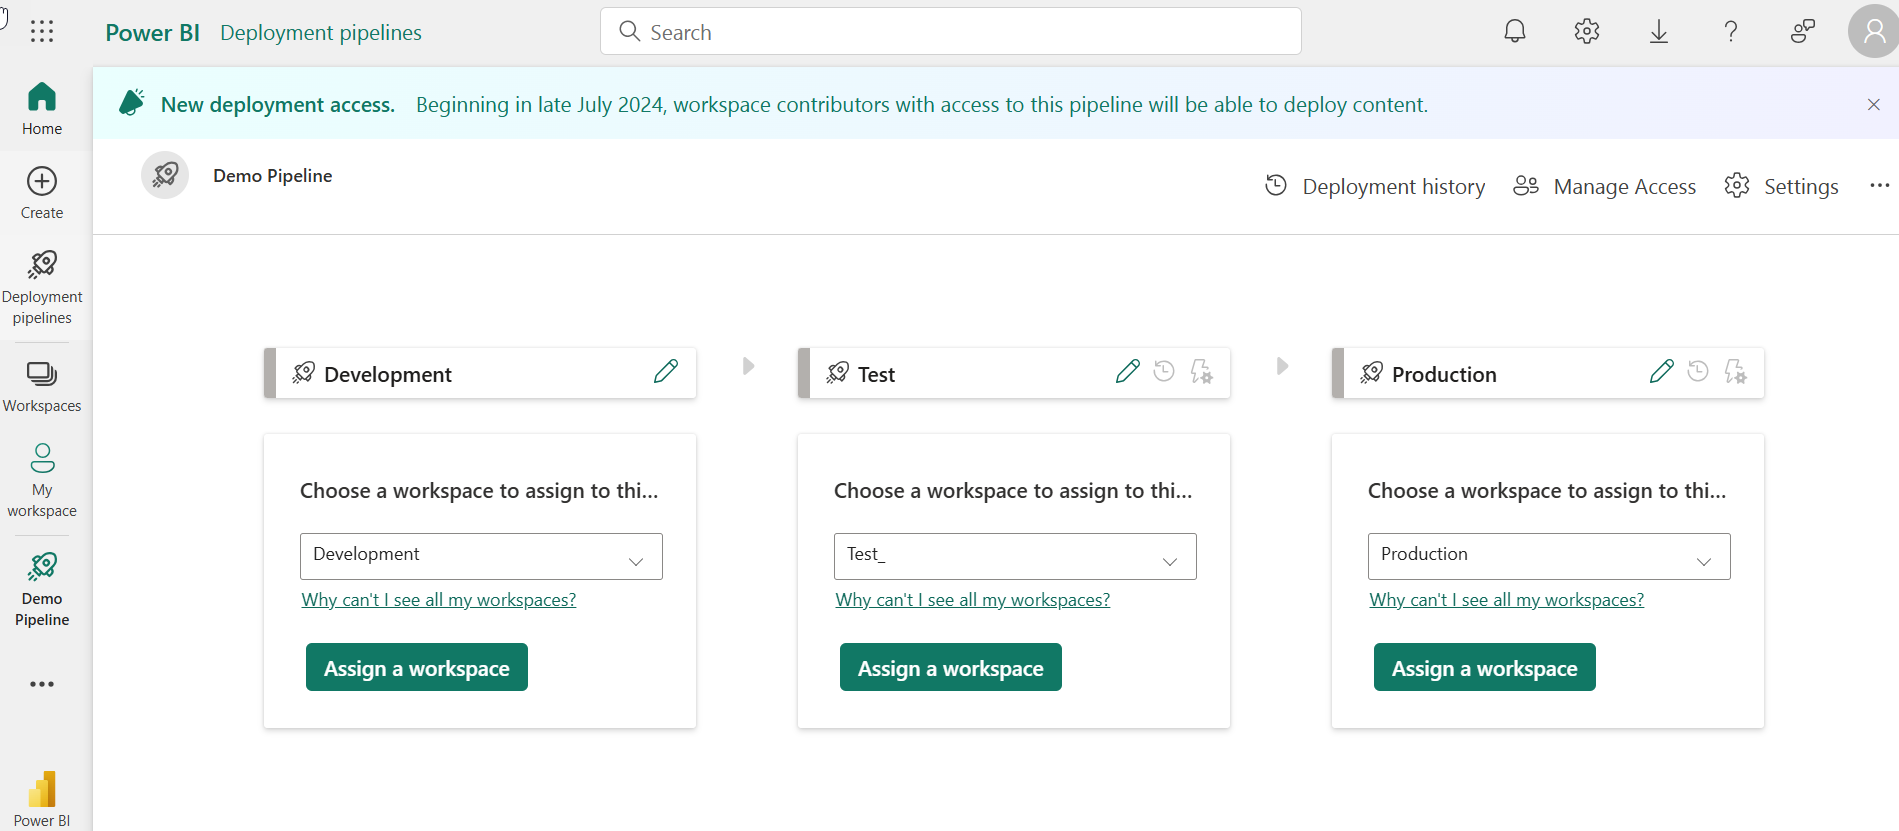 Power BI Deployment pipelines
Search
Home
Create
Deployment
pipelines
Workspaces
My
workspace
Demo
Pipeline
Power BI
New deployment access. Beginning in late July 2024, workspace contributors with access to this pipeline will be able to deploy content.
Demo Pipeline
Deployment history Manage Access Settings
Development
Choose a workspace to assign to thi...
Development
Why can't I see all my workspaces?
Assign a workspace
Test
Choose a workspace to assign to thi...
Test_
Why can't I see all my workspaces?
Assign a workspace
Production
Choose a workspace to assign to thi...
Production
Why can't I see all my workspaces?
Assign a workspace